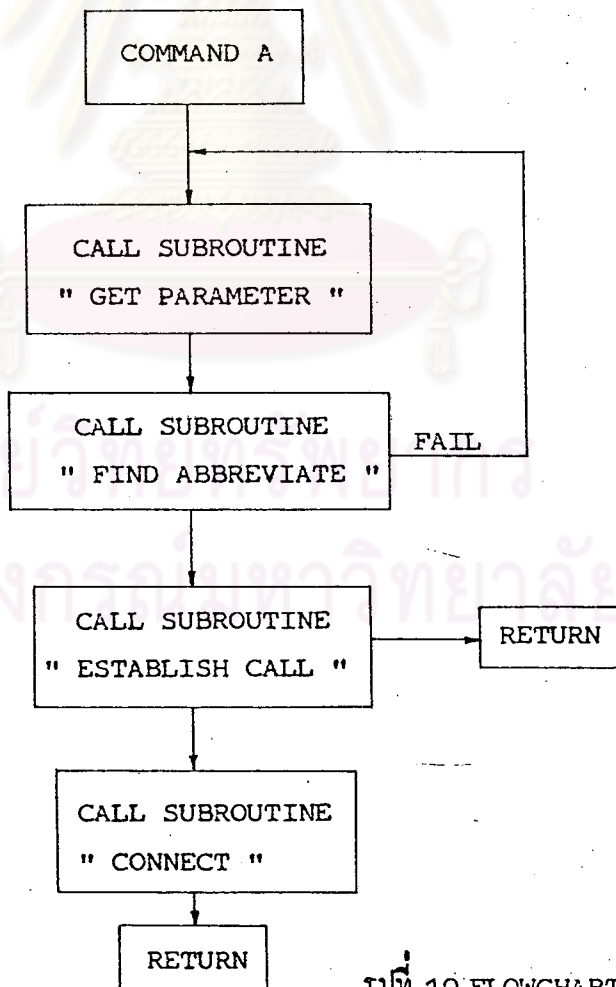 COMMAND A
CALL SUBROUTINE
" GET PARAMETER "
CALL SUBROUTINE
" FIND ABBREVIATE "
FAIL
CALL SUBROUTINE
" ESTABLISH CALL "
RETURN
CALL SUBROUTINE
" CONNECT "
RETURN
FLOWCHART